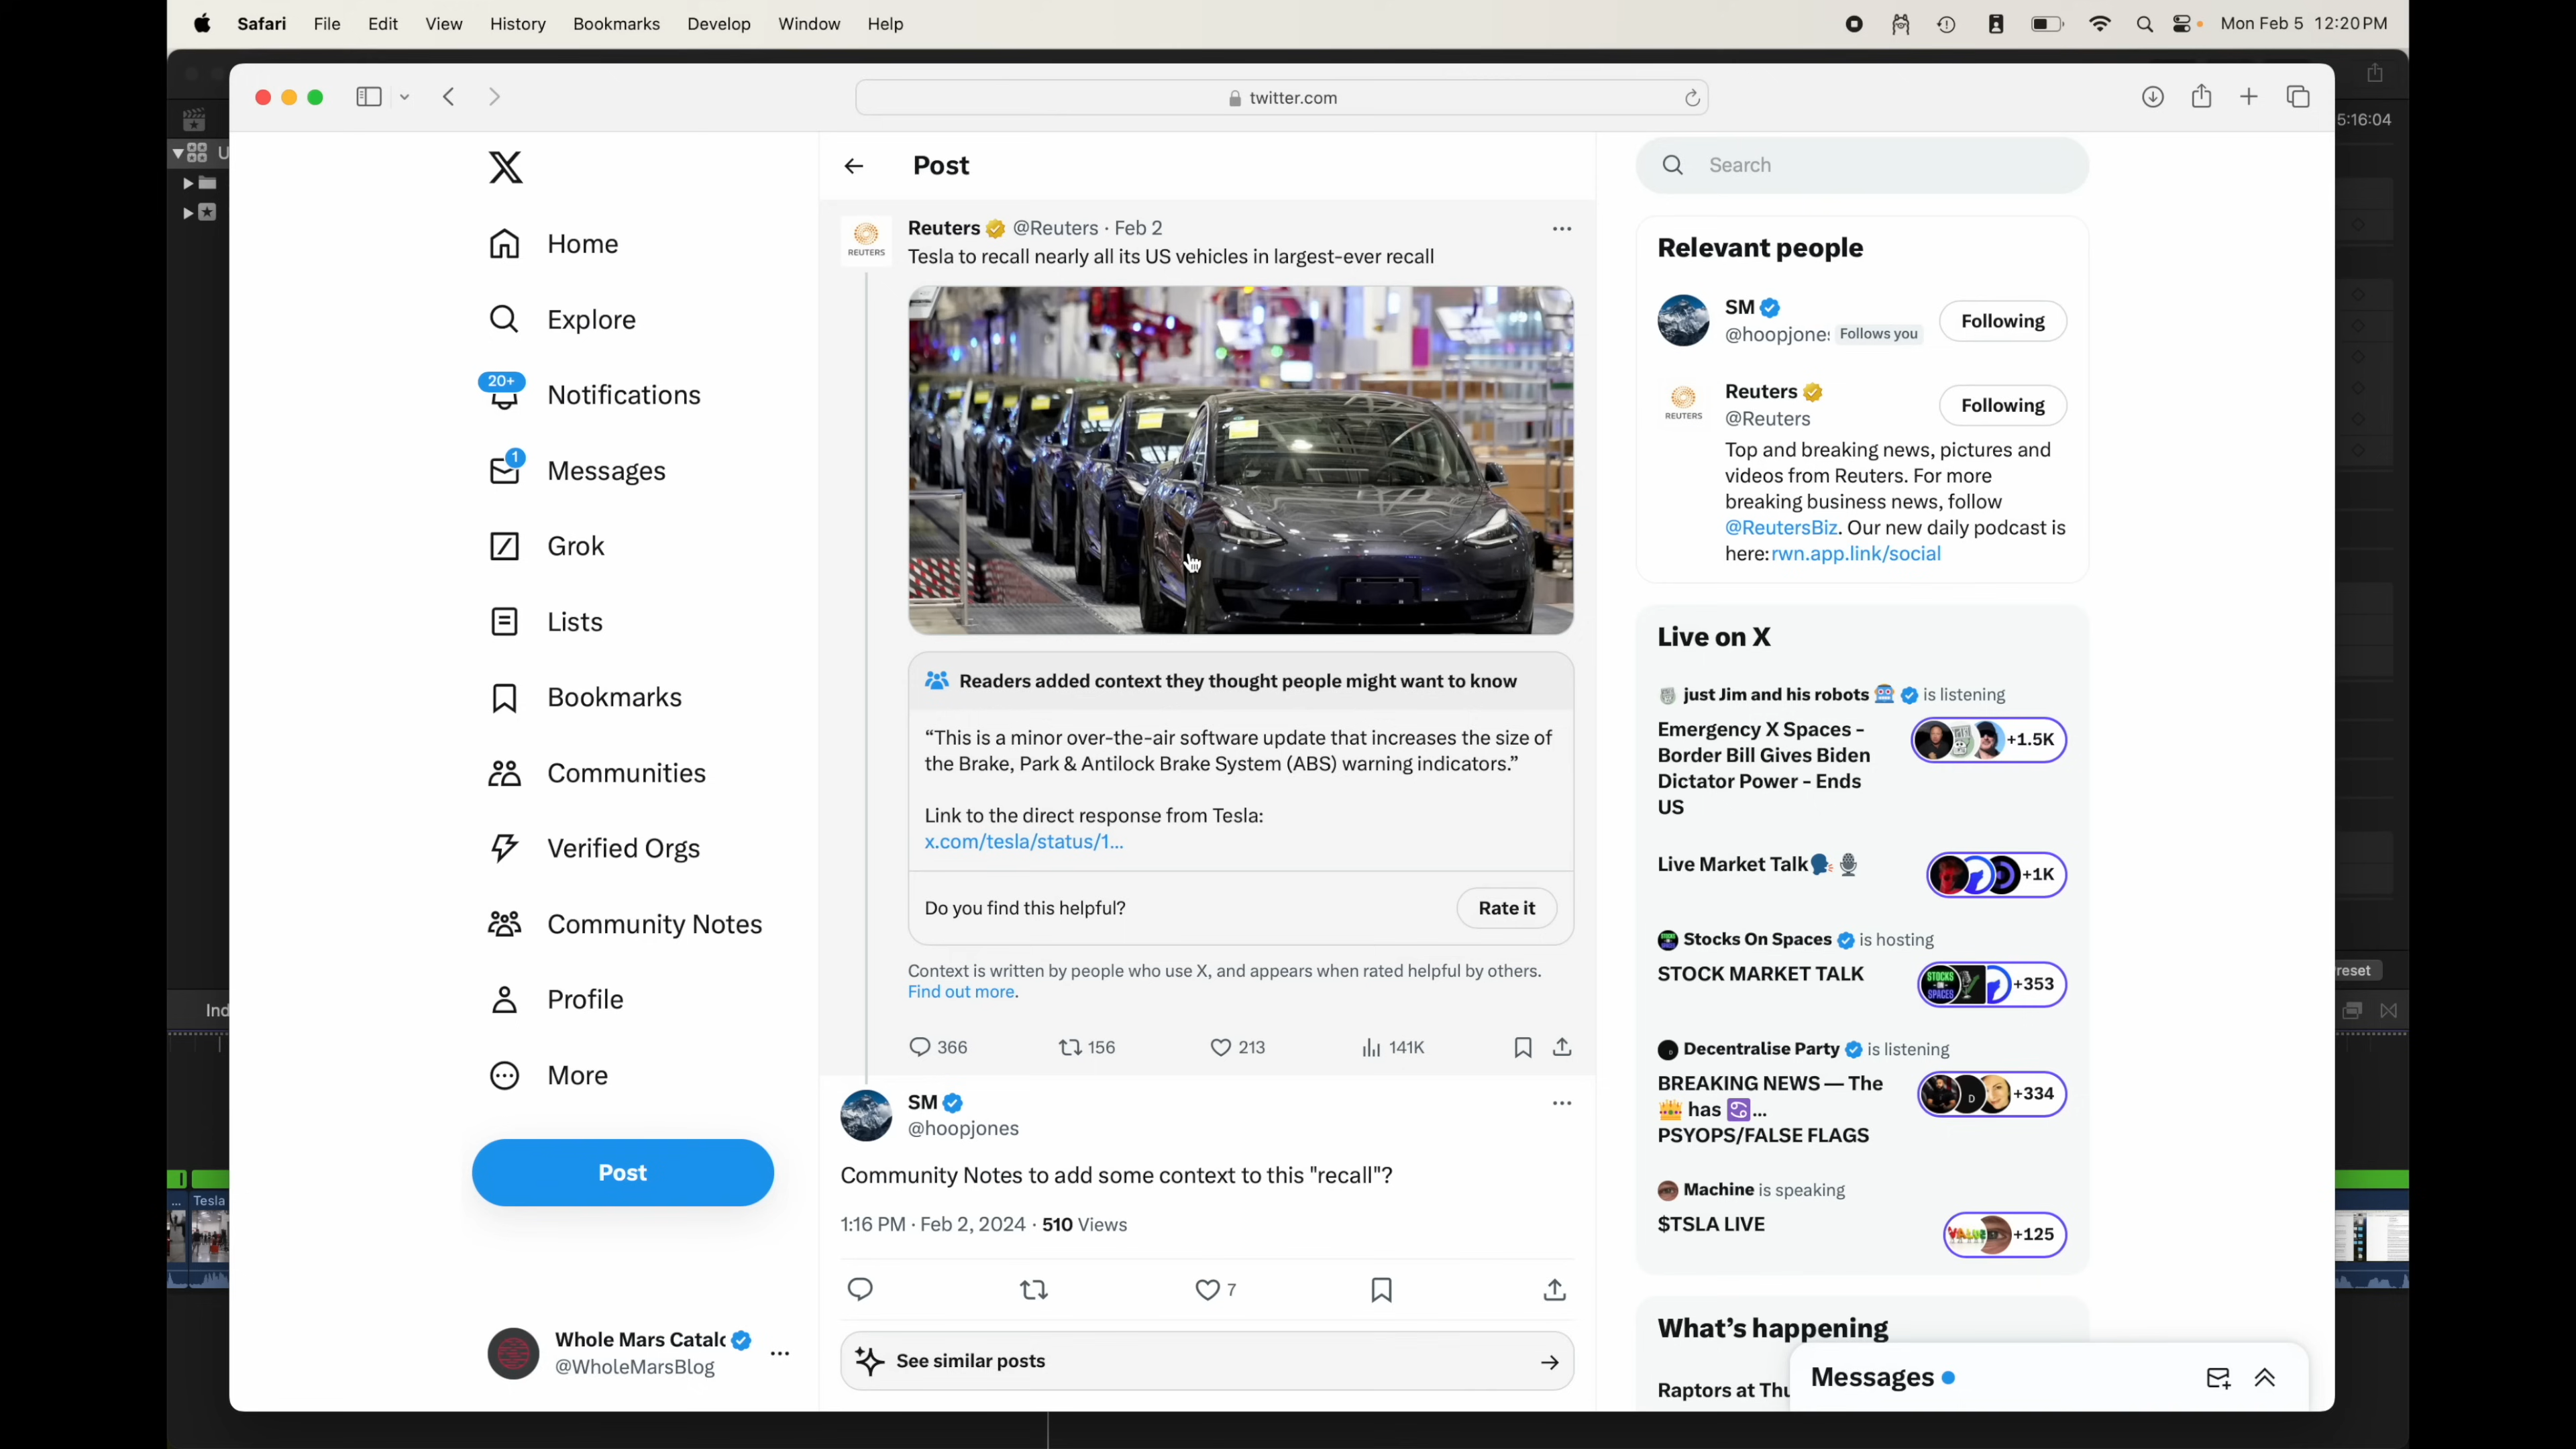 Safari File Edit View History Bookmarks Develop Window Help Mon Feb 5 12:20 PM
twitter.com
5:16:04
U
Home
Explore
20+
Notifications
1
Messages
Grok
Lists
Bookmarks
Communities
Verified Orgs
Community Notes
Profile
More
Post
Whole Mars Catalc
@WholeMarsBlog
Post
REUTERS
Reuters @Reuters · Feb 2
Tesla to recall nearly all its US vehicles in largest-ever recall
Readers added context they thought people might want to know
“This is a minor over-the-air software update that increases the size of
the Brake, Park & Antilock Brake System (ABS) warning indicators.”
Link to the direct response from Tesla:
x.com/tesla/status/1...
Do you find this helpful? Rate it
Context is written by people who use X, and appears when rated helpful by others.
Find out more.
366 156 213 141K
SM
@hoopjones
Community Notes to add some context to this "recall"?
1:16 PM · Feb 2, 2024 · 510 Views
7
See similar posts
Search
Relevant people
SM
@hoopjone: Follows you
Following
REUTERS
Reuters
@Reuters
Following
Top and breaking news, pictures and
videos from Reuters. For more
breaking business news, follow
@ReutersBiz. Our new daily podcast is
here:rwn.app.link/social
Live on X
just Jim and his robots 🤖 is listening
Emergency X Spaces -
Border Bill Gives Biden
Dictator Power - Ends
US
+1.5K
Live Market Talk🗣️🎙️
+1K
Stocks On Spaces is hosting
STOCK MARKET TALK
STOCKS
-ON-
SPACES
+353
Decentralise Party is listening
BREAKING NEWS — The
👑 has ♋...
PSYOPS/FALSE FLAGS
D
+334
Machine is speaking
$TSLA LIVE
VALUE
+125
What’s happening
Raptors at Thu
Messages
Ind
reset
... Tesla